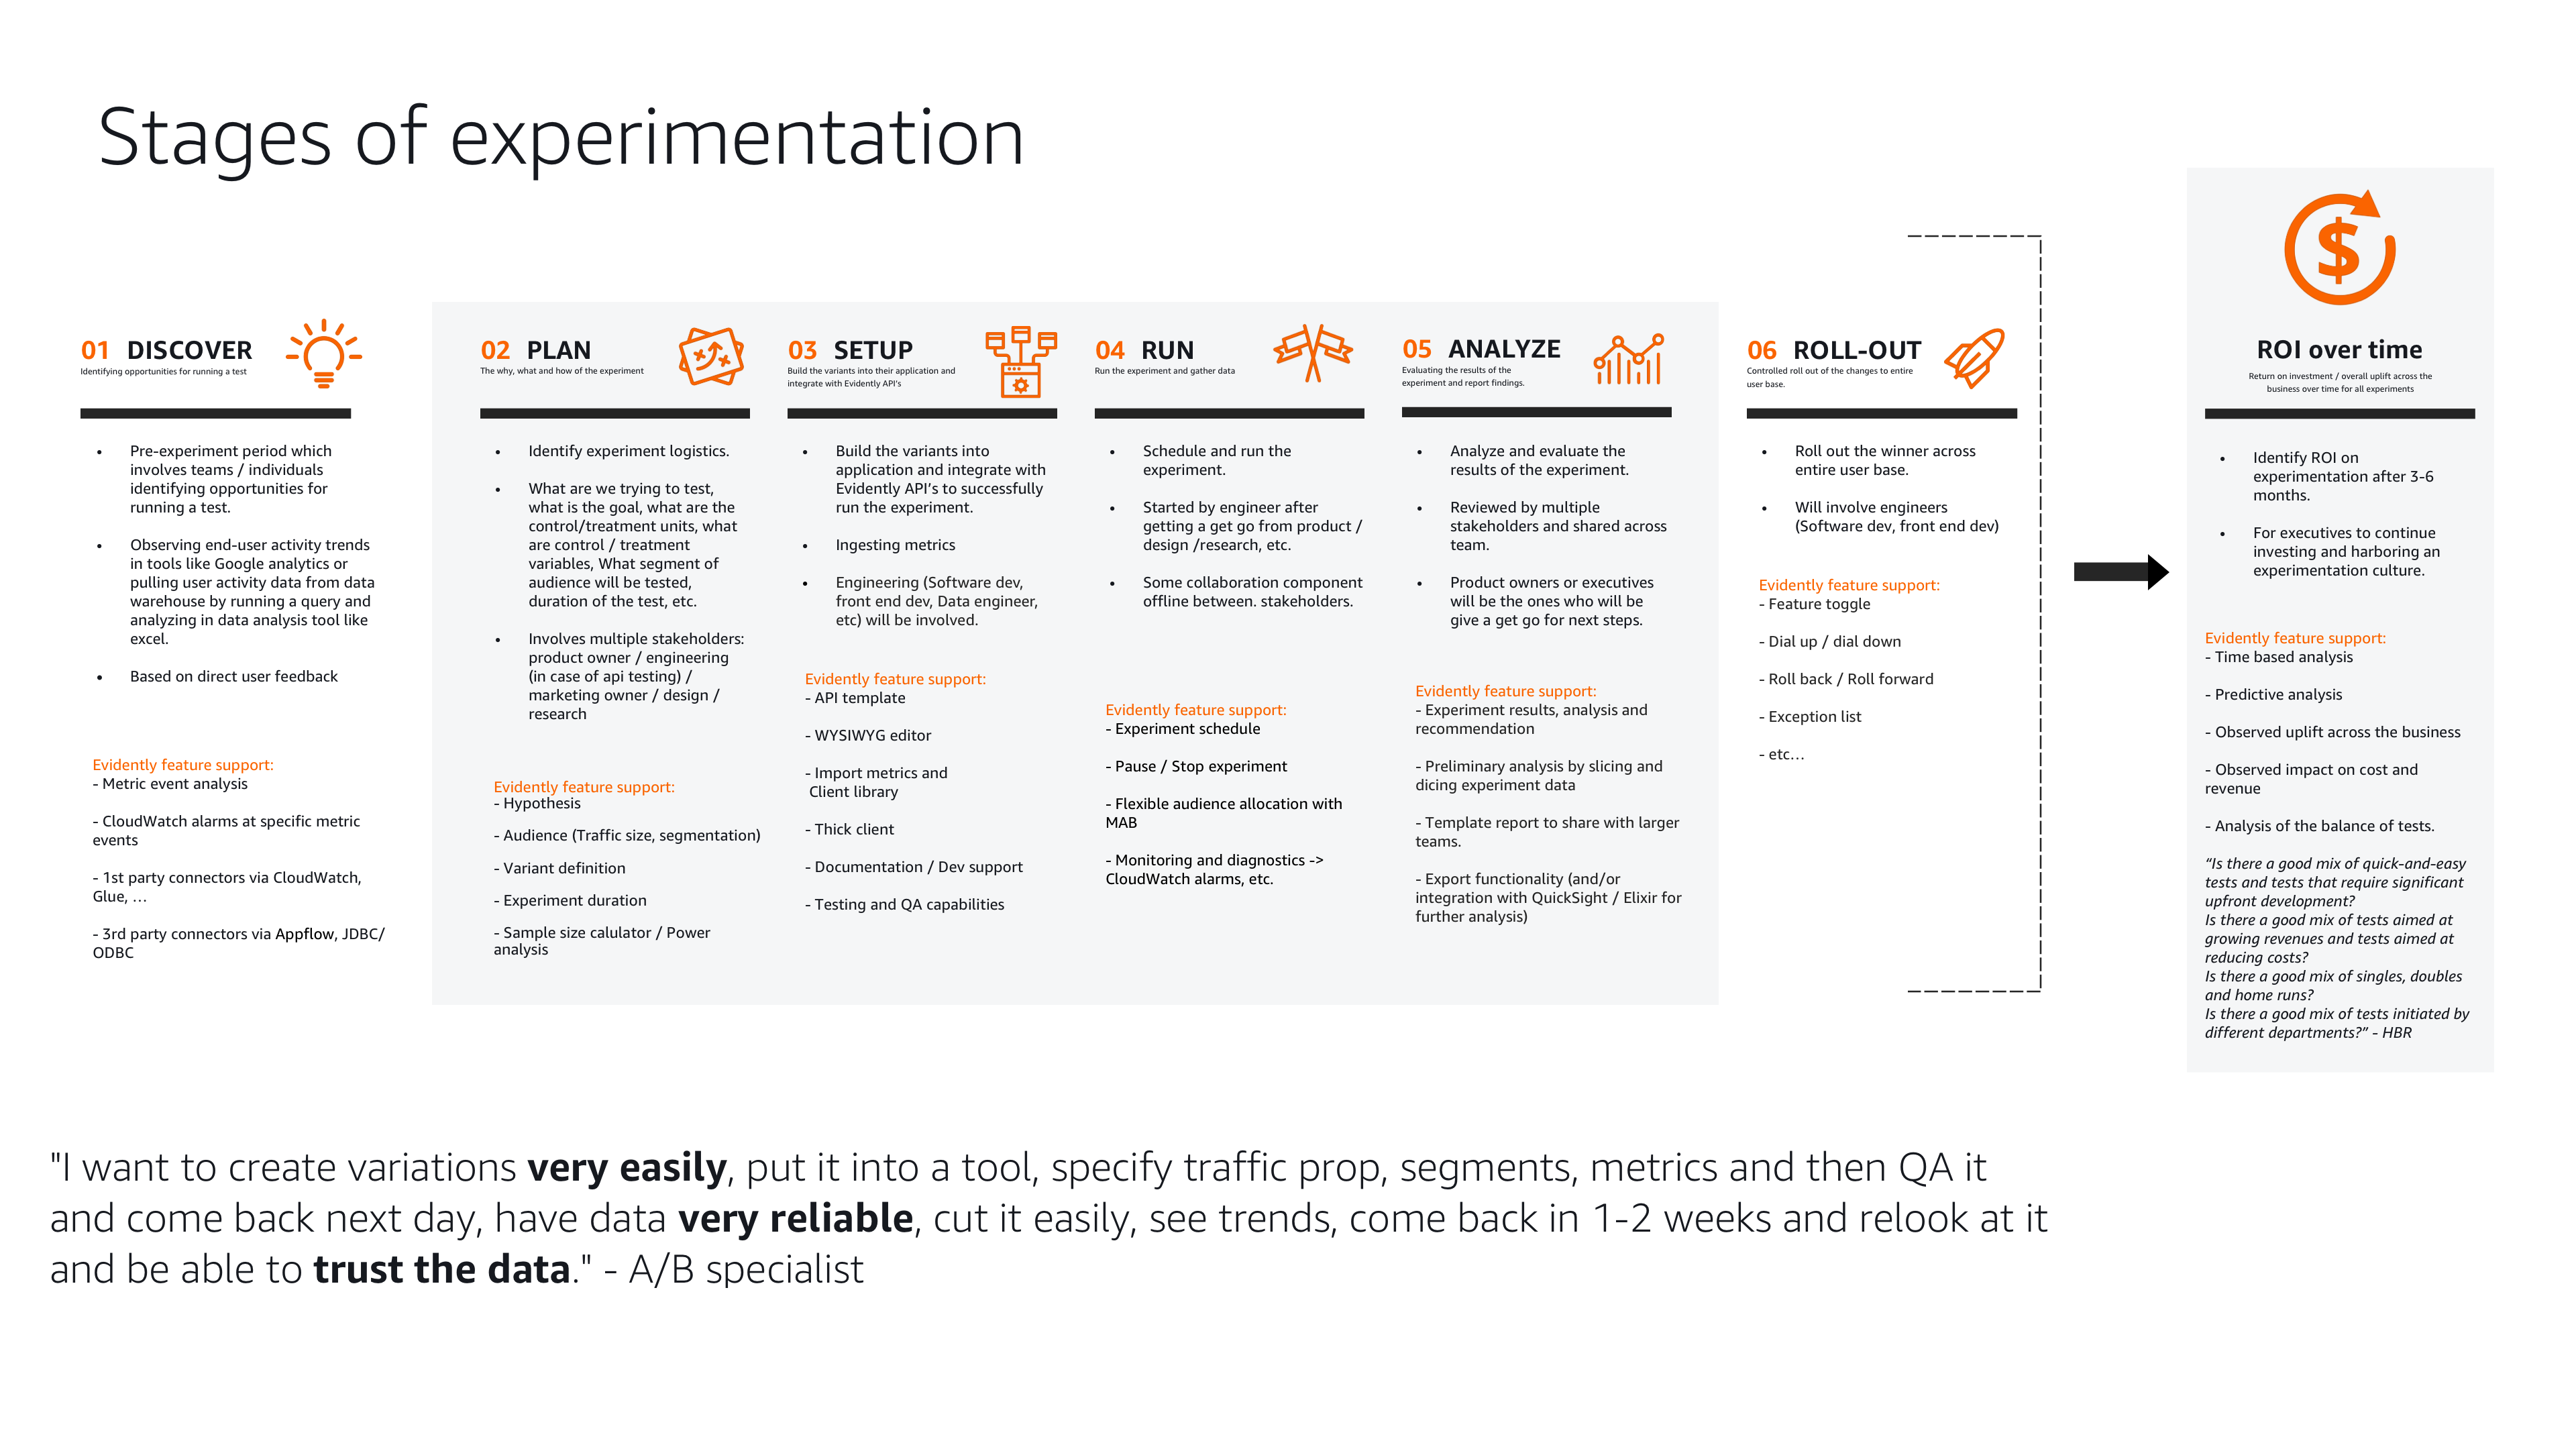 Stages of experimentation
01 DISCOVER
Identifying opportunities for running a test
• Pre-experiment period which
involves teams / individuals
identifying opportunities for
running a test.
• Observing end-user activity trends
in tools like Google analytics or
pulling user activity data from data
warehouse by running a query and
analyzing in data analysis tool like
excel.
• Based on direct user feedback
Evidently feature support:
- Metric event analysis
- CloudWatch alarms at specific metric
events
- 1st party connectors via CloudWatch,
Glue, …
- 3rd party connectors via Appflow, JDBC/
ODBC
02 PLAN
The why, what and how of the experiment
• Identify experiment logistics.
• What are we trying to test,
what is the goal, what are the
control/treatment units, what
are control / treatment
variables, What segment of
audience will be tested,
duration of the test, etc.
• Involves multiple stakeholders:
product owner / engineering
(in case of api testing) /
marketing owner / design /
research
Evidently feature support:
- Hypothesis
- Audience (Traffic size, segmentation)
- Variant definition
- Experiment duration
- Sample size calulator / Power
analysis
03 SETUP
Build the variants into their application and
integrate with Evidently API's
• Build the variants into
application and integrate with
Evidently API's to successfully
run the experiment.
• Ingesting metrics
• Engineering (Software dev,
front end dev, Data engineer,
etc) will be involved.
Evidently feature support:
- API template
- WYSIWYG editor
- Import metrics and
Client library
- Thick client
- Documentation / Dev support
- Testing and QA capabilities
04 RUN
Run the experiment and gather data
• Schedule and run the
experiment.
• Started by engineer after
getting a get go from product /
design /research, etc.
• Some collaboration component
offline between. stakeholders.
Evidently feature support:
- Experiment schedule
- Pause / Stop experiment
- Flexible audience allocation with
MAB
- Monitoring and diagnostics ->
CloudWatch alarms, etc.
05 ANALYZE
Evaluating the results of the
experiment and report findings.
• Analyze and evaluate the
results of the experiment.
• Reviewed by multiple
stakeholders and shared across
team.
• Product owners or executives
will be the ones who will be
give a get go for next steps.
Evidently feature support:
- Experiment results, analysis and
recommendation
- Preliminary analysis by slicing and
dicing experiment data
- Template report to share with larger
teams.
- Export functionality (and/or
integration with QuickSight / Elixir for
further analysis)
06 ROLL-OUT
Controlled roll out of the changes to entire
user base.
• Roll out the winner across
entire user base.
• Will involve engineers
(Software dev, front end dev)
Evidently feature support:
- Feature toggle
- Dial up / dial down
- Roll back / Roll forward
- Exception list
- etc…
$
ROI over time
Return on investment / overall uplift across the
business over time for all experiments
• Identify ROI on
experimentation after 3-6
months.
• For executives to continue
investing and harboring an
experimentation culture.
Evidently feature support:
- Time based analysis
- Predictive analysis
- Observed uplift across the business
- Observed impact on cost and
revenue
- Analysis of the balance of tests.
“Is there a good mix of quick-and-easy
tests and tests that require significant
upfront development?
Is there a good mix of tests aimed at
growing revenues and tests aimed at
reducing costs?
Is there a good mix of singles, doubles
and home runs?
Is there a good mix of tests initiated by
different departments?” - HBR
"I want to create variations very easily, put it into a tool, specify traffic prop, segments, metrics and then QA it
and come back next day, have data very reliable, cut it easily, see trends, come back in 1-2 weeks and relook at it
and be able to trust the data." - A/B specialist